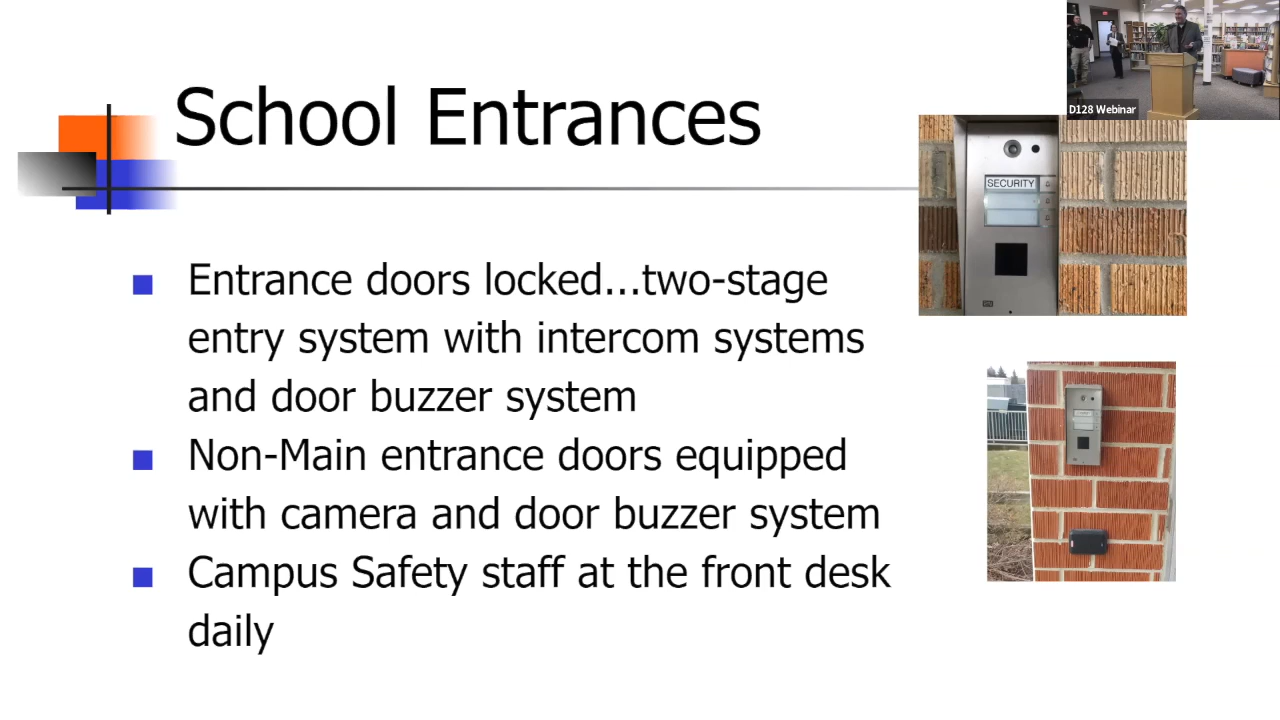 School Entrances
D128 Webinar
SECURITY
Entrance doors locked...two-stage
entry system with intercom systems
and door buzzer system
Non-Main entrance doors equipped
with camera and door buzzer system
Campus Safety staff at the front desk
daily